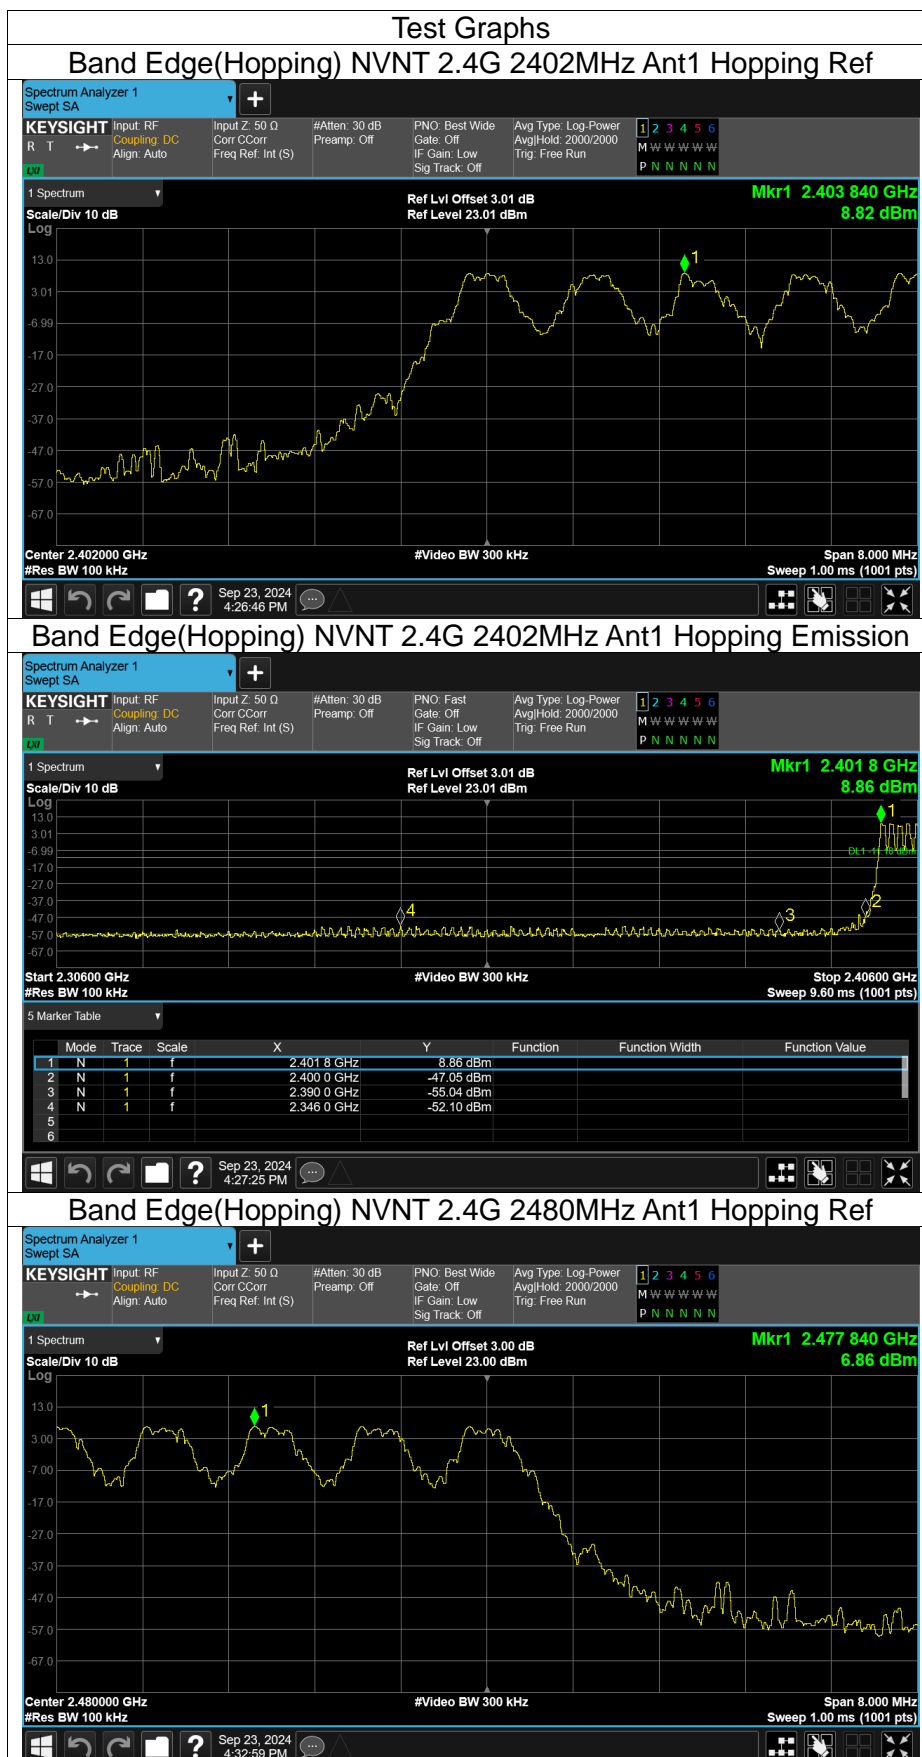 Test Graphs
Band Edge(Hopping) NVNT 2.4G 2402MHz Ant1 Hopping Ref
Spectrum Analyzer 1
Swept SA
KEYSIGHT Input: RF Input Z: 50 Ω #Atten: 30 dB PNO: Best Wide Avg Type: Log-Power 1 2 3 4 5 6
R T Coupling: DC Corr CCorr Preamp: Off Gate: Off Avg|Hold: 2000/2000 M W W W W W
Align: Auto Freq Ref: Int (S) IF Gain: Low Trig: Free Run
LXI Sig Track: Off P N N N N N
1 Spectrum Ref Lvl Offset 3.01 dB Mkr1 2.403 840 GHz
Scale/Div 10 dB Ref Level 23.01 dBm 8.82 dBm
Log
13.0
1
3.01
-6.99
-17.0
-27.0
-37.0
-47.0
-57.0
-67.0
Center 2.402000 GHz #Video BW 300 kHz Span 8.000 MHz
#Res BW 100 kHz Sweep 1.00 ms (1001 pts)
? Sep 23, 2024
4:26:46 PM
Band Edge(Hopping) NVNT 2.4G 2402MHz Ant1 Hopping Emission
Spectrum Analyzer 1
Swept SA
KEYSIGHT Input: RF Input Z: 50 Ω #Atten: 30 dB PNO: Fast Avg Type: Log-Power 1 2 3 4 5 6
R T Coupling: DC Corr CCorr Preamp: Off Gate: Off Avg|Hold: 2000/2000 M W W W W W
Align: Auto Freq Ref: Int (S) IF Gain: Low Trig: Free Run
LXI Sig Track: Off P N N N N N
1 Spectrum Ref Lvl Offset 3.01 dB Mkr1 2.401 8 GHz
Scale/Div 10 dB Ref Level 23.01 dBm 8.86 dBm
Log
13.0 1
3.01
-6.99 DL1 -11.18 dBm
-17.0
-27.0
-37.0 2
-47.0 4 3
-57.0
-67.0
Start 2.30600 GHz #Video BW 300 kHz Stop 2.40600 GHz
#Res BW 100 kHz Sweep 9.60 ms (1001 pts)
5 Marker Table
Mode Trace Scale X Y Function Function Width Function Value
1 N 1 f 2.401 8 GHz 8.86 dBm
2 N 1 f 2.400 0 GHz -47.05 dBm
3 N 1 f 2.390 0 GHz -55.04 dBm
4 N 1 f 2.346 0 GHz -52.10 dBm
5
6
? Sep 23, 2024
4:27:25 PM
Band Edge(Hopping) NVNT 2.4G 2480MHz Ant1 Hopping Ref
Spectrum Analyzer 1
Swept SA
KEYSIGHT Input: RF Input Z: 50 Ω #Atten: 30 dB PNO: Best Wide Avg Type: Log-Power 1 2 3 4 5 6
Coupling: DC Corr CCorr Preamp: Off Gate: Off Avg|Hold: 2000/2000 M W W W W W
Align: Auto Freq Ref: Int (S) IF Gain: Low Trig: Free Run
LXI Sig Track: Off P N N N N N
1 Spectrum Ref Lvl Offset 3.00 dB Mkr1 2.477 840 GHz
Scale/Div 10 dB Ref Level 23.00 dBm 6.86 dBm
Log
13.0 1
3.00
-7.00
-17.0
-27.0
-37.0
-47.0
-57.0
-67.0
Center 2.480000 GHz #Video BW 300 kHz Span 8.000 MHz
#Res BW 100 kHz Sweep 1.00 ms (1001 pts)
? Sep 23, 2024
4:32:59 PM